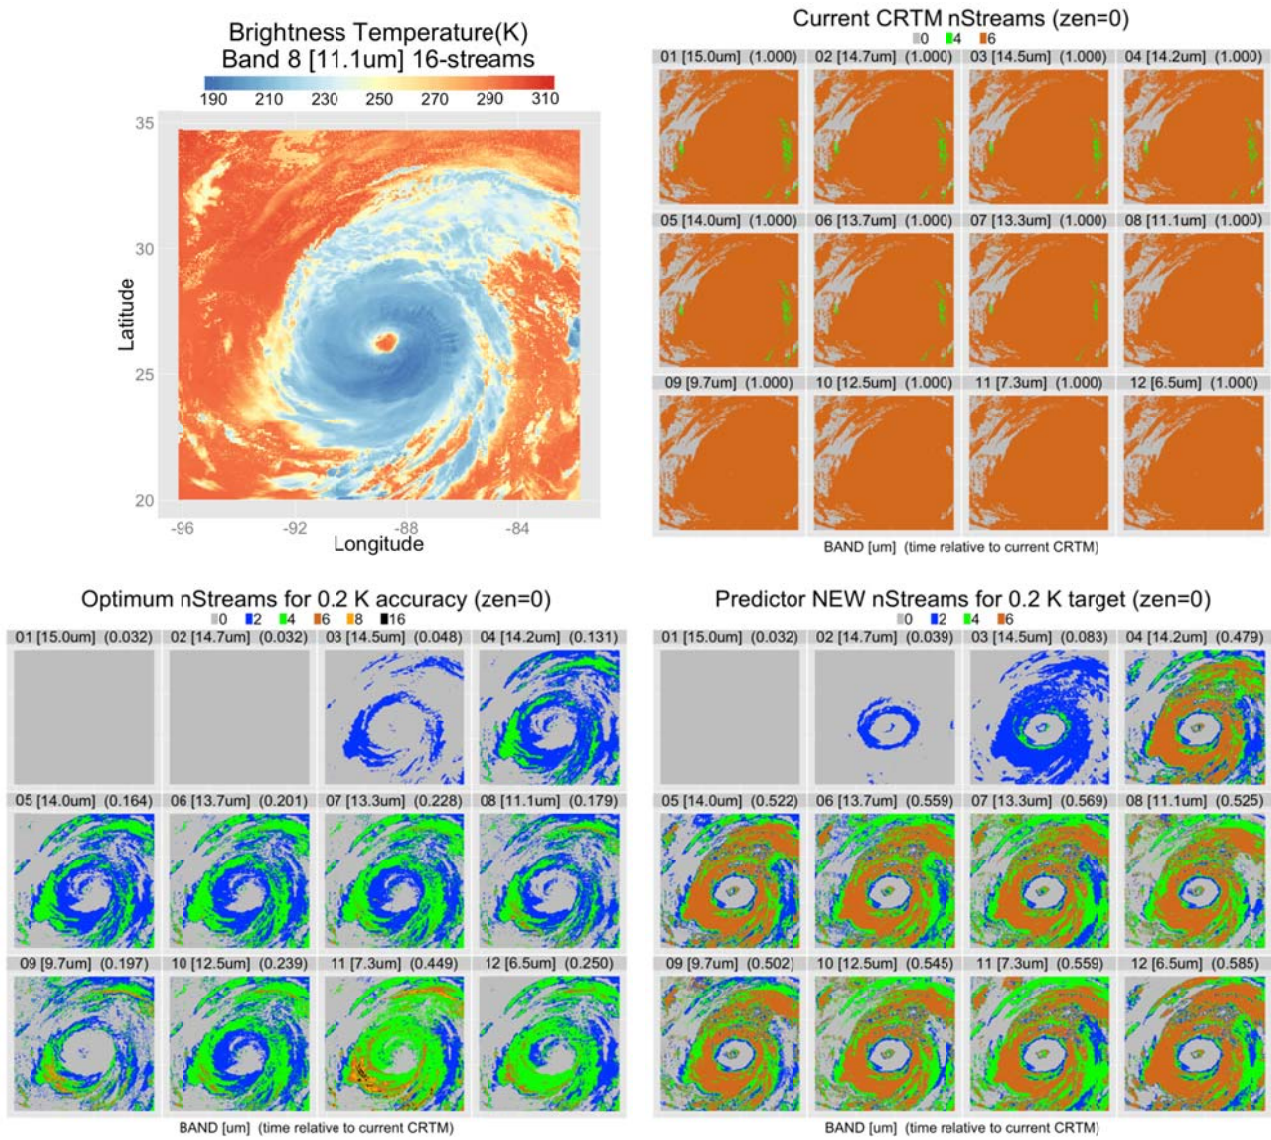 Brightness Temperature(K)
Band 8 [11.1um] 16-streams
190 210 230 250 270 290 310
35
30
25
20
Latitude
-96 -92 -88 -84
Longitude
Current CRTM nStreams (zen=0)
0 4 6
01 [15.0um] (1.000) 02 [14.7um] (1.000) 03 [14.5um] (1.000) 04 [14.2um] (1.000)
05 [14.0um] (1.000) 06 [13.7um] (1.000) 07 [13.3um] (1.000) 08 [11.1um] (1.000)
09 [9.7um] (1.000) 10 [12.5um] (1.000) 11 [7.3um] (1.000) 12 [6.5um] (1.000)
BAND [um] (time relative to current CRTM)
Optimum nStreams for 0.2 K accuracy (zen=0)
0 2 4 6 8 16
01 [15.0um] (0.032) 02 [14.7um] (0.032) 03 [14.5um] (0.048) 04 [14.2um] (0.131)
05 [14.0um] (0.164) 06 [13.7um] (0.201) 07 [13.3um] (0.228) 08 [11.1um] (0.179)
09 [9.7um] (0.197) 10 [12.5um] (0.239) 11 [7.3um] (0.449) 12 [6.5um] (0.250)
BAND [um] (time relative to current CRTM)
Predictor NEW nStreams for 0.2 K target (zen=0)
0 2 4 6
01 [15.0um] (0.032) 02 [14.7um] (0.039) 03 [14.5um] (0.083) 04 [14.2um] (0.479)
05 [14.0um] (0.522) 06 [13.7um] (0.559) 07 [13.3um] (0.569) 08 [11.1um] (0.525)
09 [9.7um] (0.502) 10 [12.5um] (0.545) 11 [7.3um] (0.559) 12 [6.5um] (0.585)
BAND [um] (time relative to current CRTM)